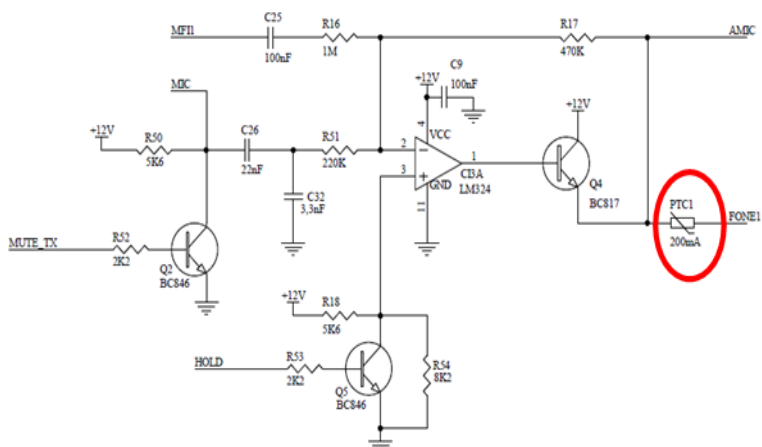 C25
R16
R17
MFI1
AMIC
100nF
1M
470K
C9
+12V
100nF
MIC
+12V
+12V
R50
C26
R51
4
VCC
2
5K6
22nF
220K
1
3
C32
GND
CI3A
LM324
Q4
3,3nF
11
BC817
PTC1
FONE1
200mA
R52
MUTE_TX
2K2
Q2
BC846
+12V
R18
5K6
HOLD
R53
R54
2K2
8K2
Q5
BC846